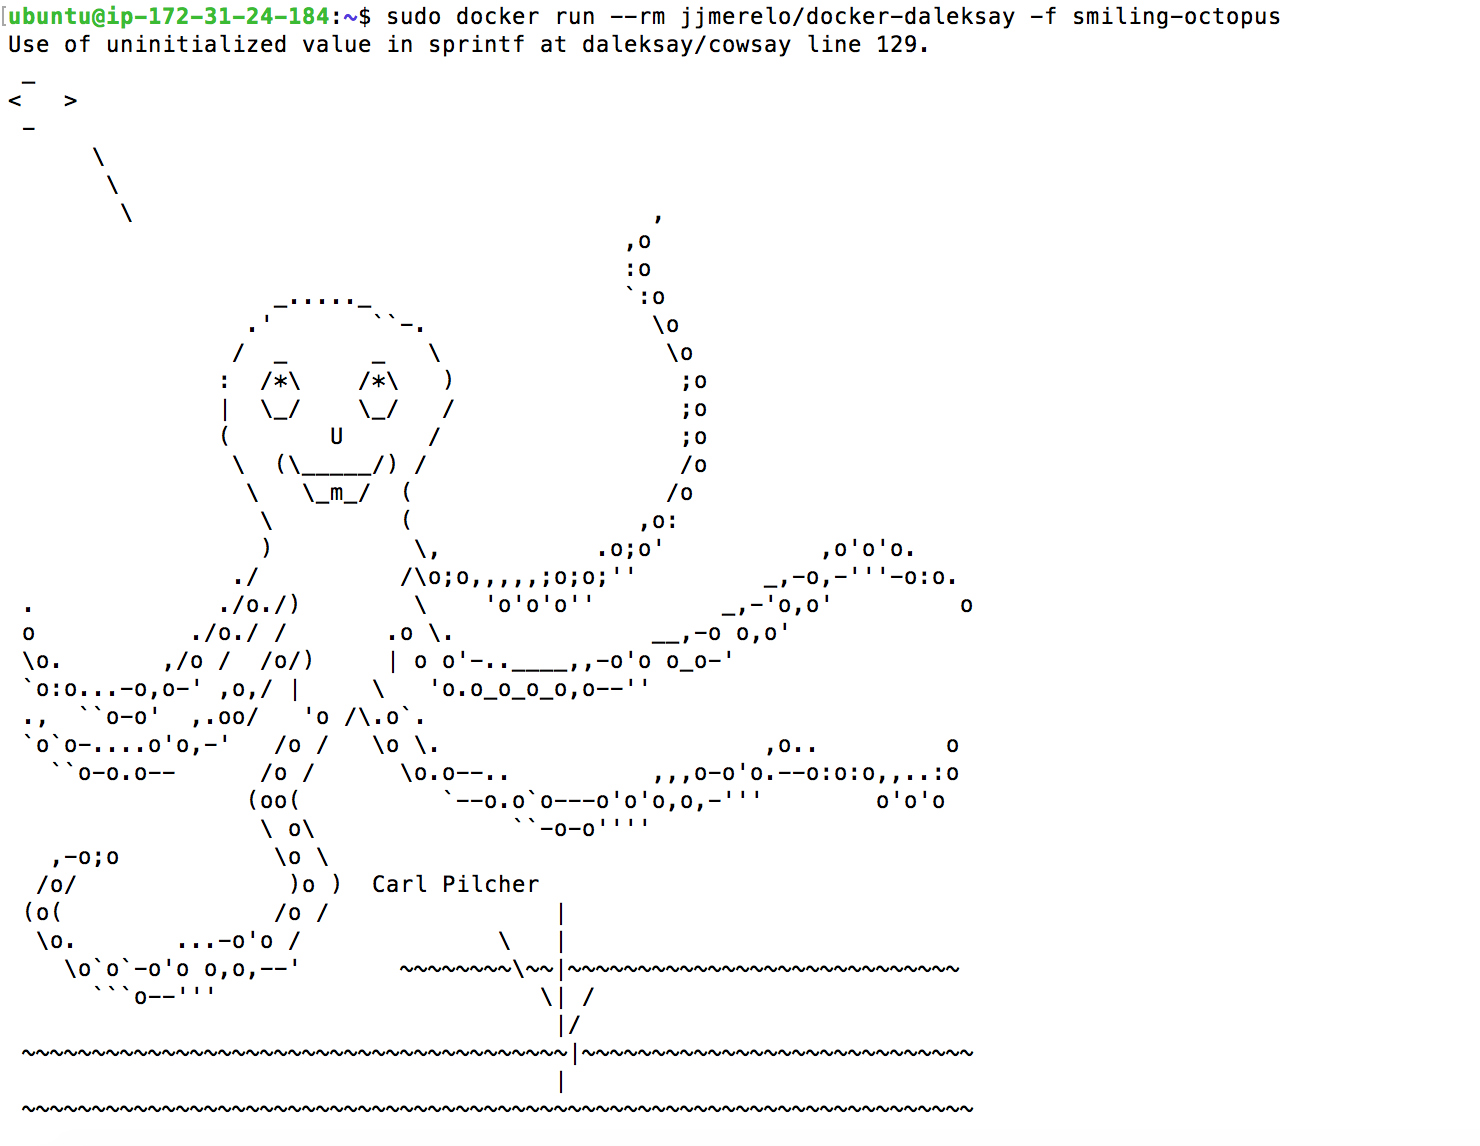 [ubuntu@ip-172-31-24-184:~$ sudo docker run --rm jjmerelo/docker-daleksay -f smiling-octopus
Use of uninitialized value in sprintf at daleksay/cowsay line 129.
Carl Pilcher